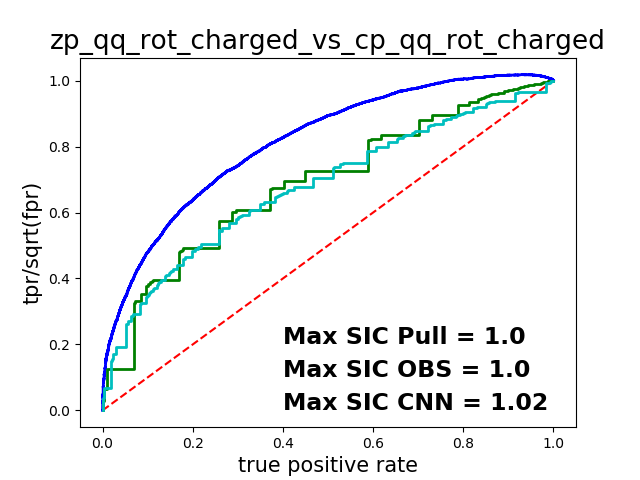 zp_qq_rot_charged_vs_cp_qq_rot_charged
tpr/sqrt(fpr)
1.0
0.8
0.6
0.4
0.2
0.0
Max SIC Pull = 1.0
Max SIC OBS = 1.0
Max SIC CNN = 1.02
0.0 0.2 0.4 0.6 0.8 1.0
true positive rate